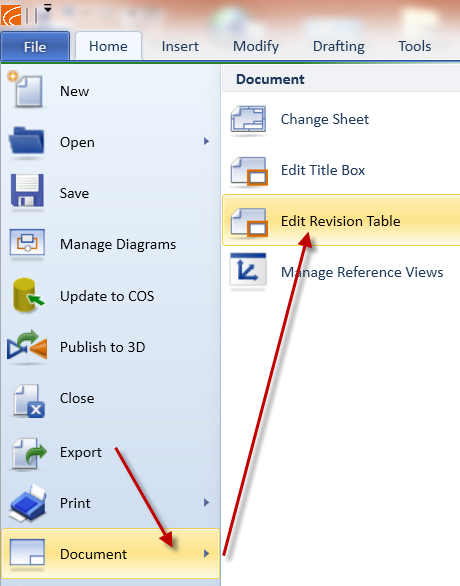 File Home Insert Modify Drafting Tools
New
Open
Save
Manage Diagrams
Update to COS
Publish to 3D
Close
Export
Print
Document
Document
Change Sheet
Edit Title Box
Edit Revision Table
Manage Reference Views